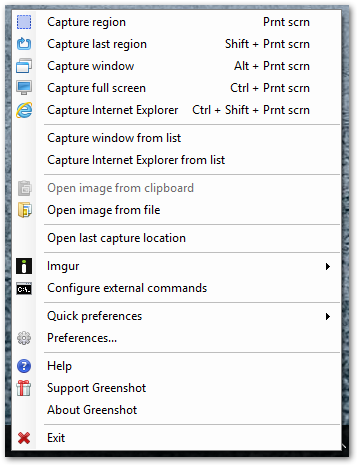 Capture region Prnt scrn
Capture last region Shift + Prnt scrn
Capture window Alt + Prnt scrn
Capture full screen Ctrl + Prnt scrn
Capture Internet Explorer Ctrl + Shift + Prnt scrn
Capture window from list
Capture Internet Explorer from list
Open image from clipboard
Open image from file
Open last capture location
Imgur
C:\. Configure external commands
Quick preferences
Preferences...
Help
Support Greenshot
About Greenshot
Exit